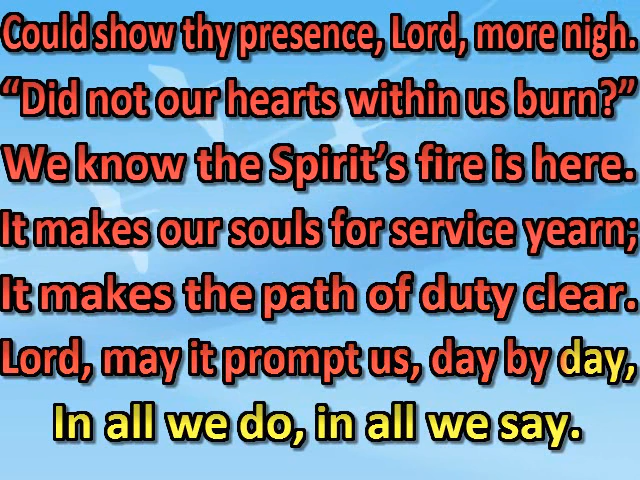 Could show thy presence, Lord, more nigh.
“Did not our hearts within us burn?”
We know the Spirit’s fire is here.
It makes our souls for service yearn;
It makes the path of duty clear.
Lord, may it prompt us, day by day,
In all we do, in all we say.